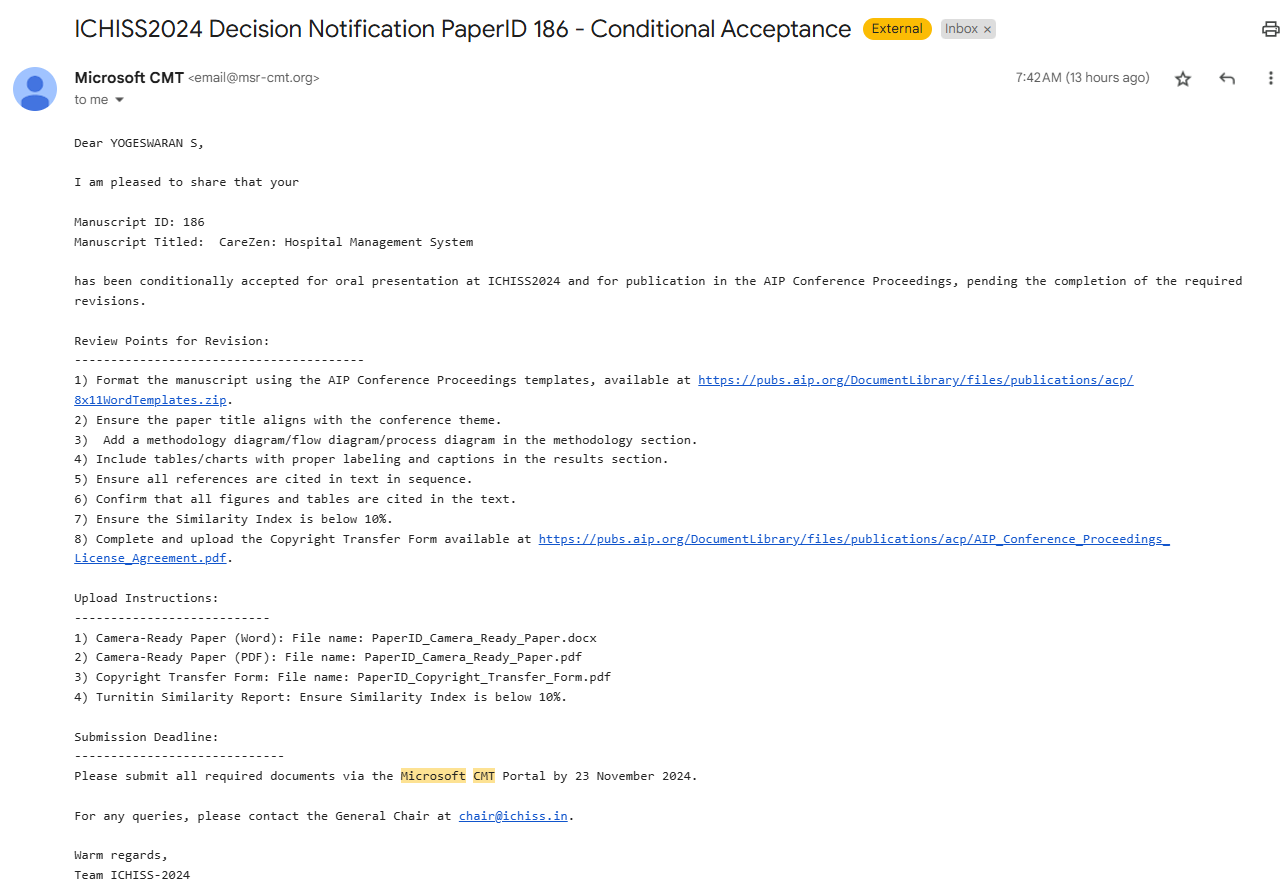 ICHISS2024 Decision Notification PaperID 186 - Conditional Acceptance External Inbox ×
Microsoft CMT <email@msr-cmt.org> 7:42 AM (13 hours ago)
to me
Dear YOGESWARAN S,
I am pleased to share that your
Manuscript ID: 186
Manuscript Titled:  CareZen: Hospital Management System
has been conditionally accepted for oral presentation at ICHISS2024 and for publication in the AIP Conference Proceedings, pending the completion of the required
revisions.
Review Points for Revision:
----------------------------------------
1) Format the manuscript using the AIP Conference Proceedings templates, available at https://pubs.aip.org/DocumentLibrary/files/publications/acp/
8x11WordTemplates.zip.
2) Ensure the paper title aligns with the conference theme.
3)  Add a methodology diagram/flow diagram/process diagram in the methodology section.
4) Include tables/charts with proper labeling and captions in the results section.
5) Ensure all references are cited in text in sequence.
6) Confirm that all figures and tables are cited in the text.
7) Ensure the Similarity Index is below 10%.
8) Complete and upload the Copyright Transfer Form available at https://pubs.aip.org/DocumentLibrary/files/publications/acp/AIP_Conference_Proceedings_
License_Agreement.pdf.
Upload Instructions:
---------------------------
1) Camera-Ready Paper (Word): File name: PaperID_Camera_Ready_Paper.docx
2) Camera-Ready Paper (PDF): File name: PaperID_Camera_Ready_Paper.pdf
3) Copyright Transfer Form: File name: PaperID_Copyright_Transfer_Form.pdf
4) Turnitin Similarity Report: Ensure Similarity Index is below 10%.
Submission Deadline:
-----------------------------
Please submit all required documents via the Microsoft CMT Portal by 23 November 2024.
For any queries, please contact the General Chair at chair@ichiss.in.
Warm regards,
Team ICHISS-2024